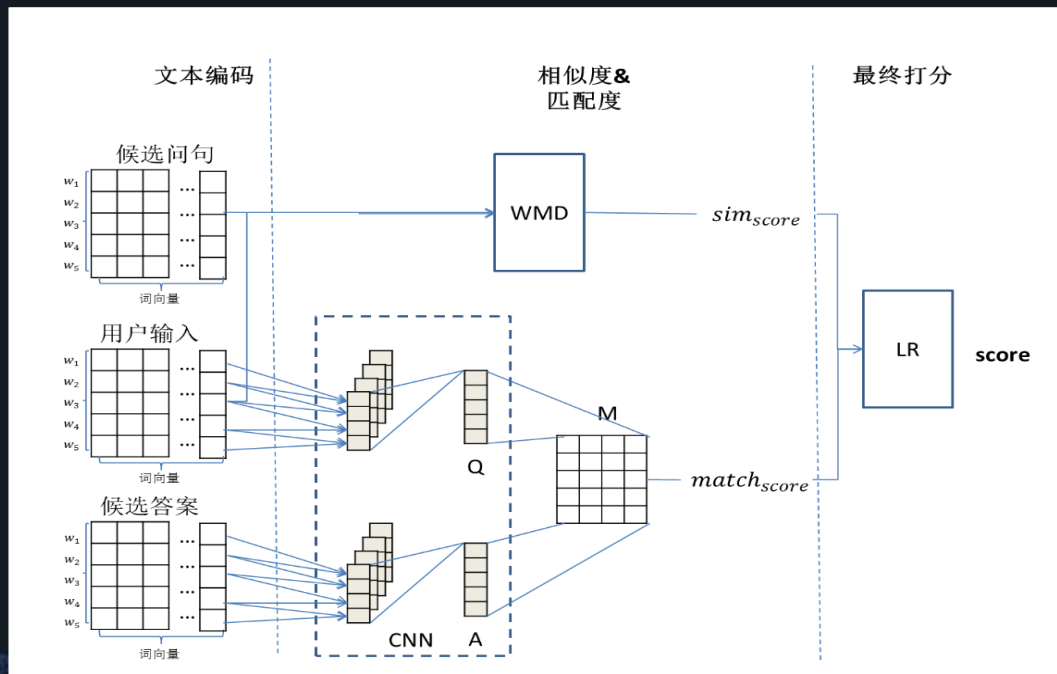 文本编码
相似度&
匹配度
最终打分
候选问句
w1
w2
w3
w4
w5
...
...
...
...
词向量
WMD
simscore
用户输入
w1
w2
w3
w4
w5
...
...
...
...
词向量
Q
M
matchscore
LR
score
候选答案
w1
w2
w3
w4
w5
...
...
...
...
词向量
CNN
A